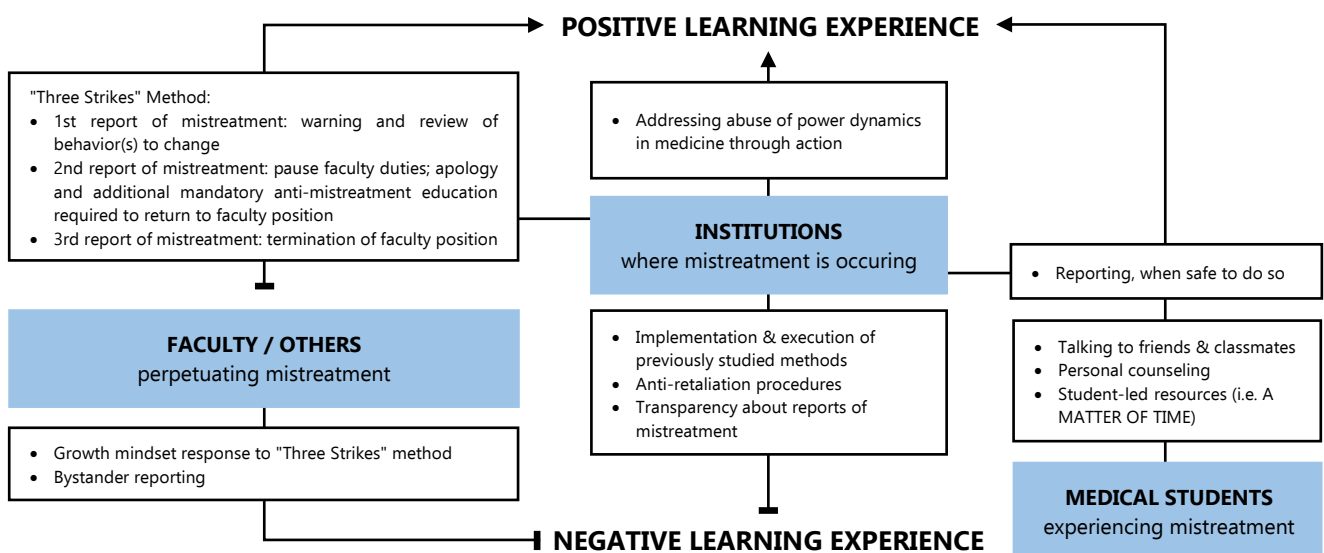 POSITIVE LEARNING EXPERIENCE
"Three Strikes" Method:
• 1st report of mistreatment: warning and review of
behavior(s) to change
• 2nd report of mistreatment: pause faculty duties; apology
and additional mandatory anti-mistreatment education
required to return to faculty position
• 3rd report of mistreatment: termination of faculty position
• Addressing abuse of power dynamics
in medicine through action
INSTITUTIONS
where mistreatment is occuring
• Reporting, when safe to do so
FACULTY / OTHERS
perpetuating mistreatment
• Implementation & execution of
previously studied methods
• Anti-retaliation procedures
• Transparency about reports of
mistreatment
• Talking to friends & classmates
• Personal counseling
• Student-led resources (i.e. A
MATTER OF TIME)
• Growth mindset response to "Three Strikes" method
• Bystander reporting
MEDICAL STUDENTS
experiencing mistreatment
NEGATIVE LEARNING EXPERIENCE